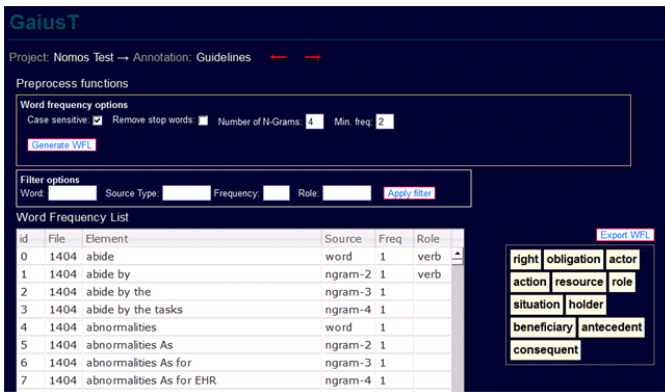 GaiusT
Project: Nomos Test → Annotation: Guidelines ← →
Preprocess functions
Word frequency options
Case sensitive: Remove stop words: Number of N-Grams: 4 Min. freq: 2
Generate WFL
Filter options
Word: Source Type: Frequency: Role: Apply filter
Word Frequency List
Export WFL
id File Element Source Freq Role
0 1404 abide word 1 verb
1 1404 abide by ngram-2 1 verb
2 1404 abide by the ngram-3 1
3 1404 abide by the tasks ngram-4 1
4 1404 abnormalities word 1
5 1404 abnormalities As ngram-2 1
6 1404 abnormalities As for ngram-3 1
7 1404 abnormalities As for EHR ngram-4 1
right obligation actor
action resource role
situation holder
beneficiary antecedent
consequent